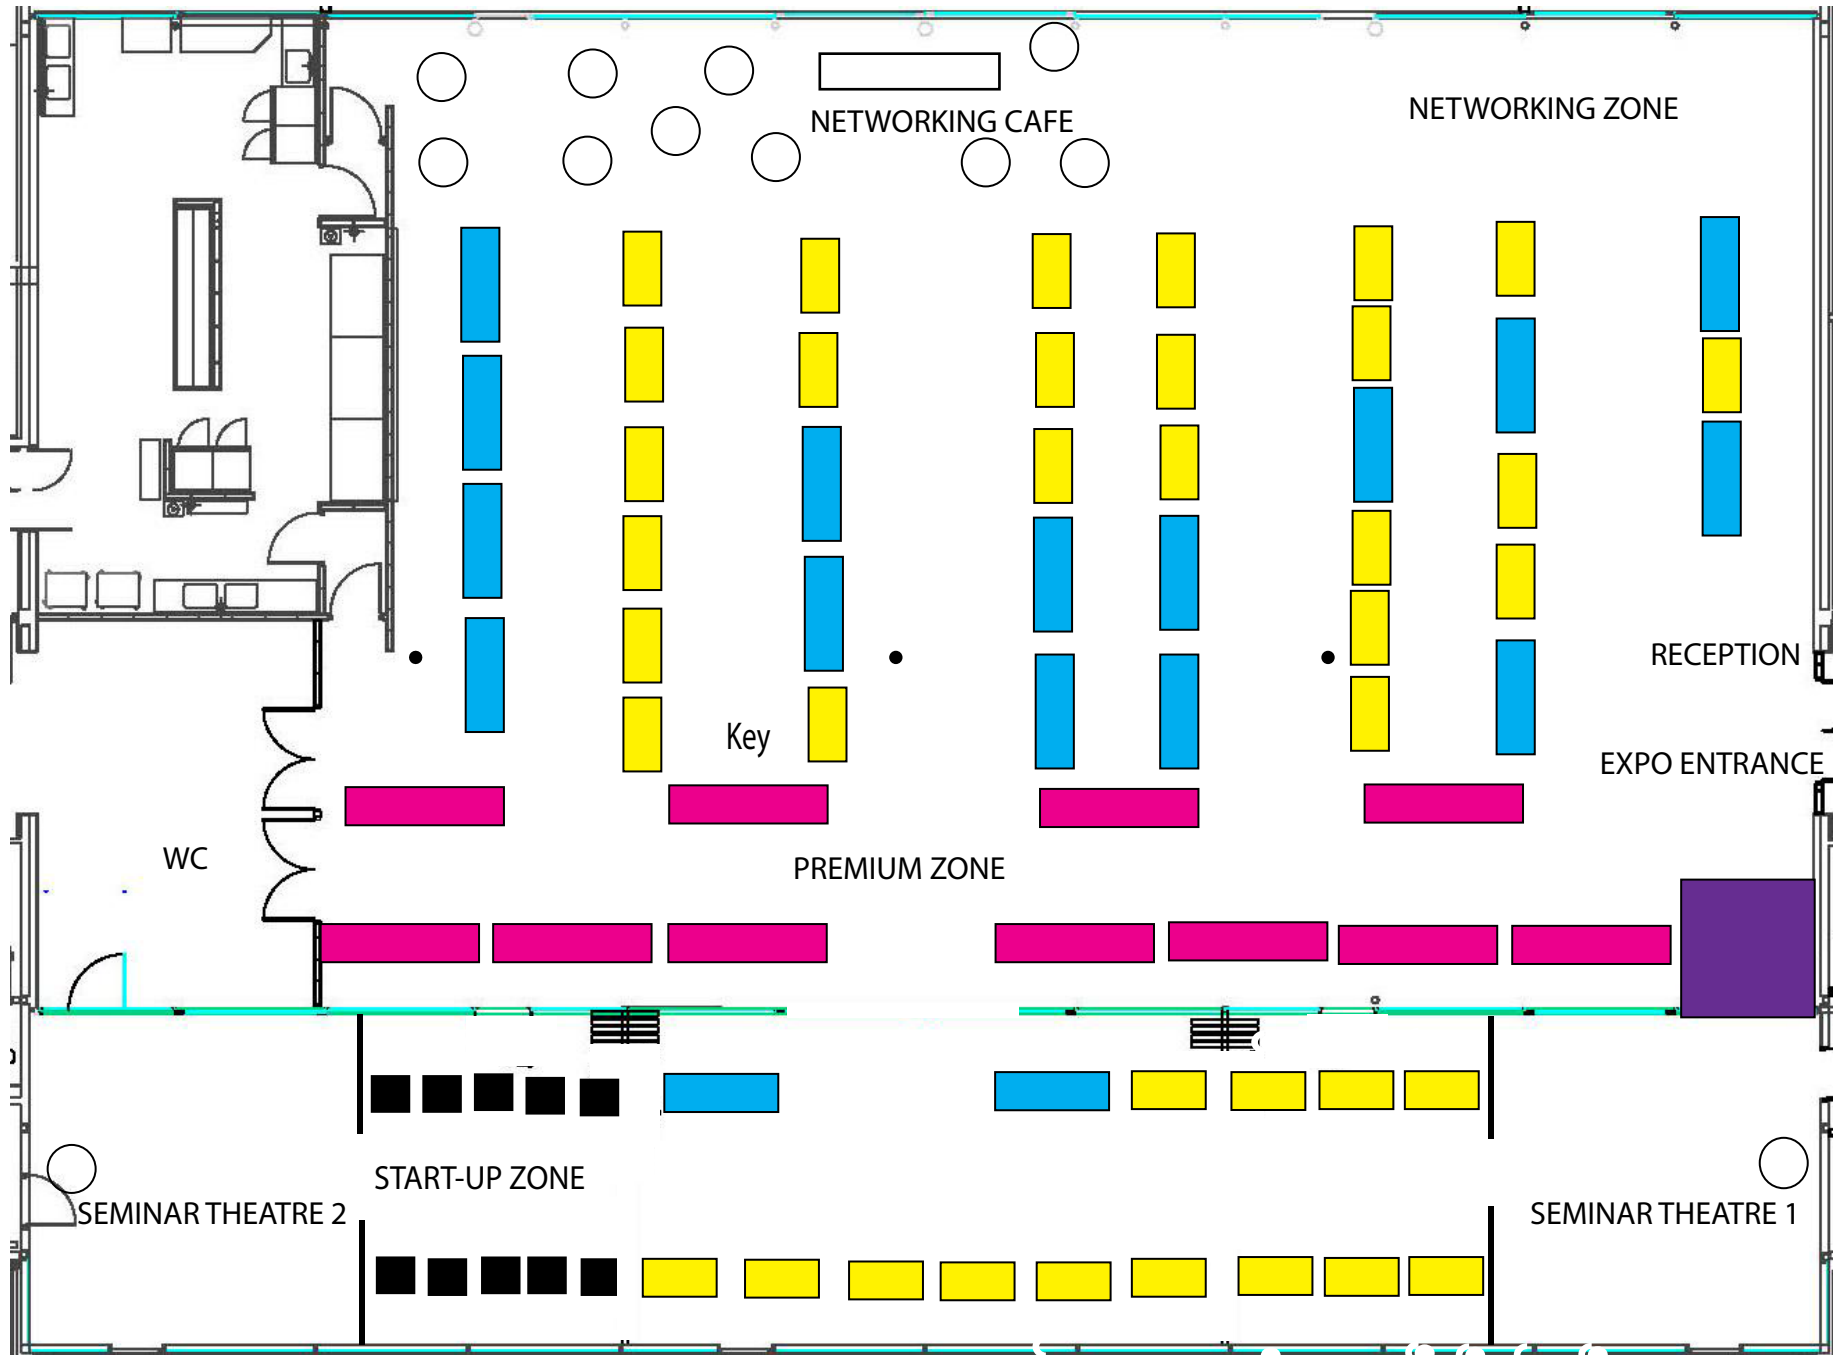 NETWORKING CAFE
NETWORKING ZONE
RECEPTION
Key
EXPO ENTRANCE
WC
PREMIUM ZONE
START-UP ZONE
SEMINAR THEATRE 2
SEMINAR THEATRE 1